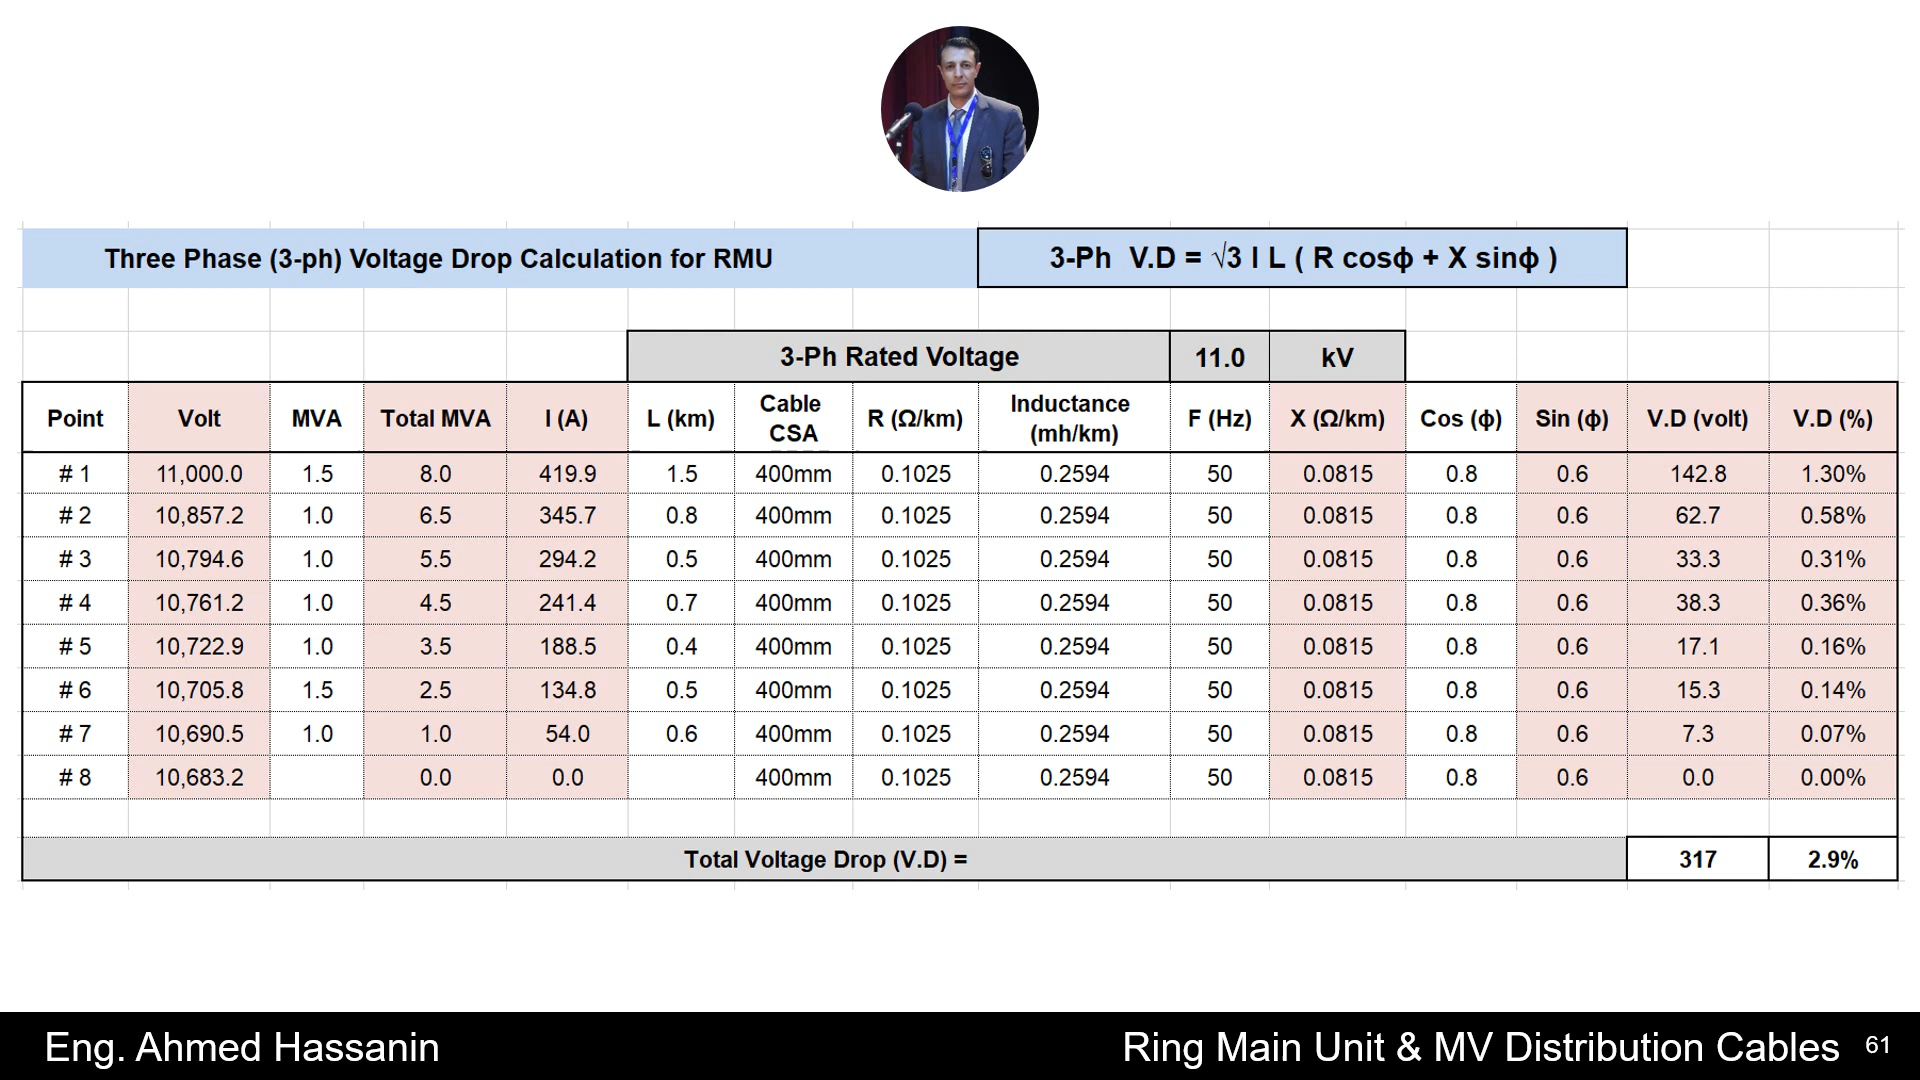 Three Phase (3-ph) Voltage Drop Calculation for RMU
3-Ph V.D = √3 I L ( R cosϕ + X sinϕ )
3-Ph Rated Voltage 11.0 kV
Point Volt MVA Total MVA I (A) L (km) Cable CSA R (Ω/km) Inductance (mh/km) F (Hz) X (Ω/km) Cos (ϕ) Sin (ϕ) V.D (volt) V.D (%)
# 1 11,000.0 1.5 8.0 419.9 1.5 400mm 0.1025 0.2594 50 0.0815 0.8 0.6 142.8 1.30%
# 2 10,857.2 1.0 6.5 345.7 0.8 400mm 0.1025 0.2594 50 0.0815 0.8 0.6 62.7 0.58%
# 3 10,794.6 1.0 5.5 294.2 0.5 400mm 0.1025 0.2594 50 0.0815 0.8 0.6 33.3 0.31%
# 4 10,761.2 1.0 4.5 241.4 0.7 400mm 0.1025 0.2594 50 0.0815 0.8 0.6 38.3 0.36%
# 5 10,722.9 1.0 3.5 188.5 0.4 400mm 0.1025 0.2594 50 0.0815 0.8 0.6 17.1 0.16%
# 6 10,705.8 1.5 2.5 134.8 0.5 400mm 0.1025 0.2594 50 0.0815 0.8 0.6 15.3 0.14%
# 7 10,690.5 1.0 1.0 54.0 0.6 400mm 0.1025 0.2594 50 0.0815 0.8 0.6 7.3 0.07%
# 8 10,683.2 0.0 0.0 400mm 0.1025 0.2594 50 0.0815 0.8 0.6 0.0 0.00%
Total Voltage Drop (V.D) = 317 2.9%
Eng. Ahmed Hassanin
Ring Main Unit & MV Distribution Cables 61